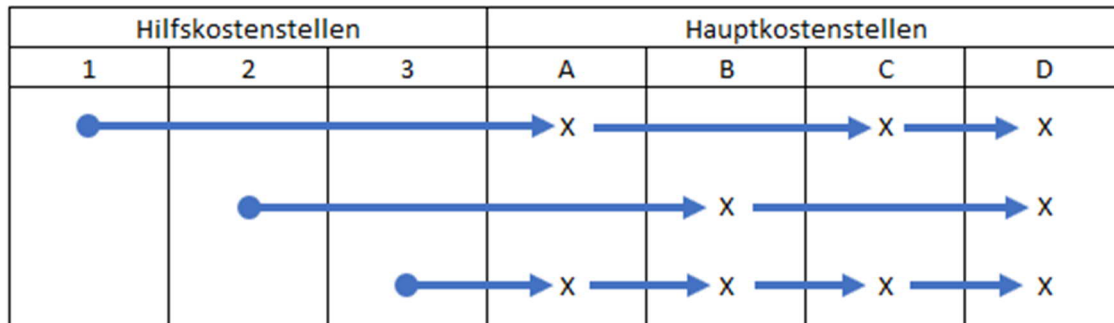 Hilfskostenstellen Hauptkostenstellen
1 2 3 A B C D
X X X
X X
X X X X